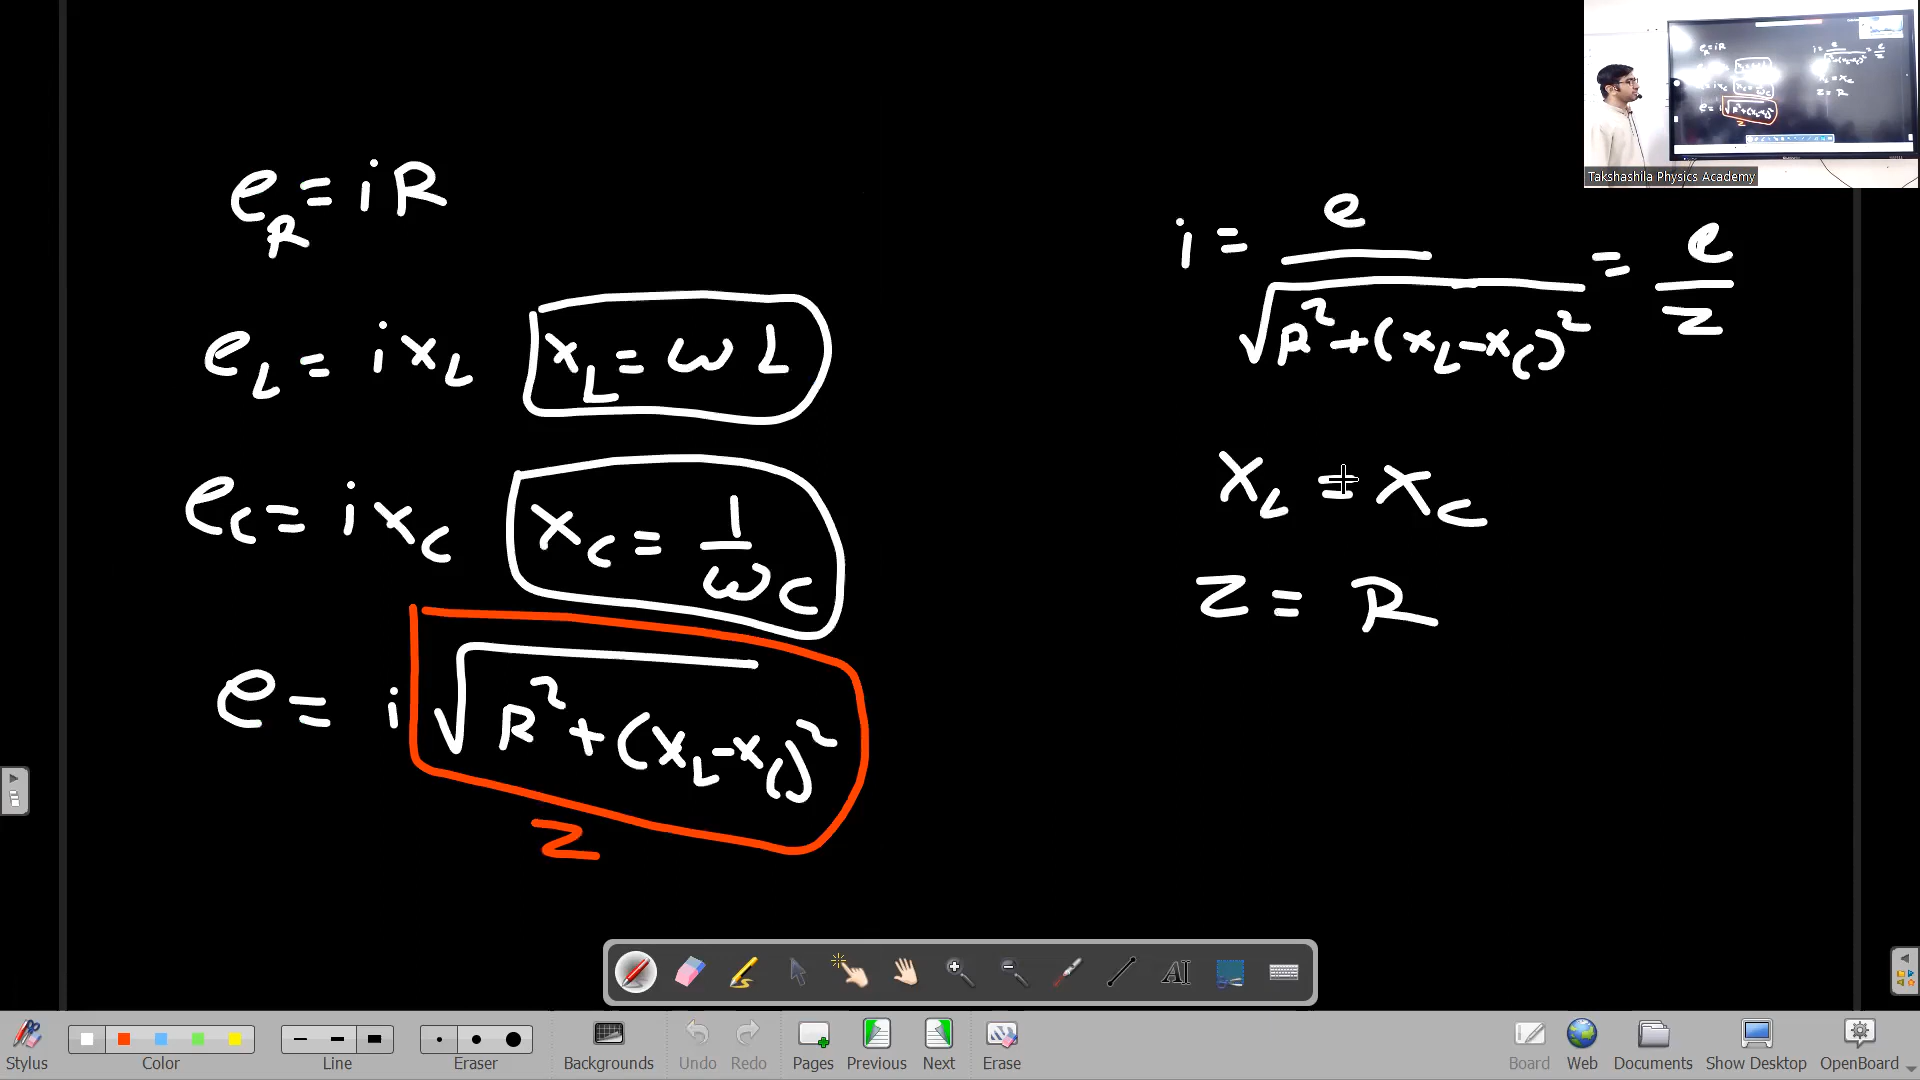 e_R = iR
e_L = iX_L   X_L = ωL
e_C = iX_C   X_C = 1/ωC
e = i√(R² + (X_L - X_C)²)
Z
i = e/√(R² + (X_L - X_C)²) = e/Z
X_L = X_C
Z = R
Takshashila Physics Academy
Stylus
Color
Line
Eraser
Backgrounds
Undo
Redo
Pages
Previous
Next
Erase
Board
Web
Documents
Show Desktop
OpenBoard
AI